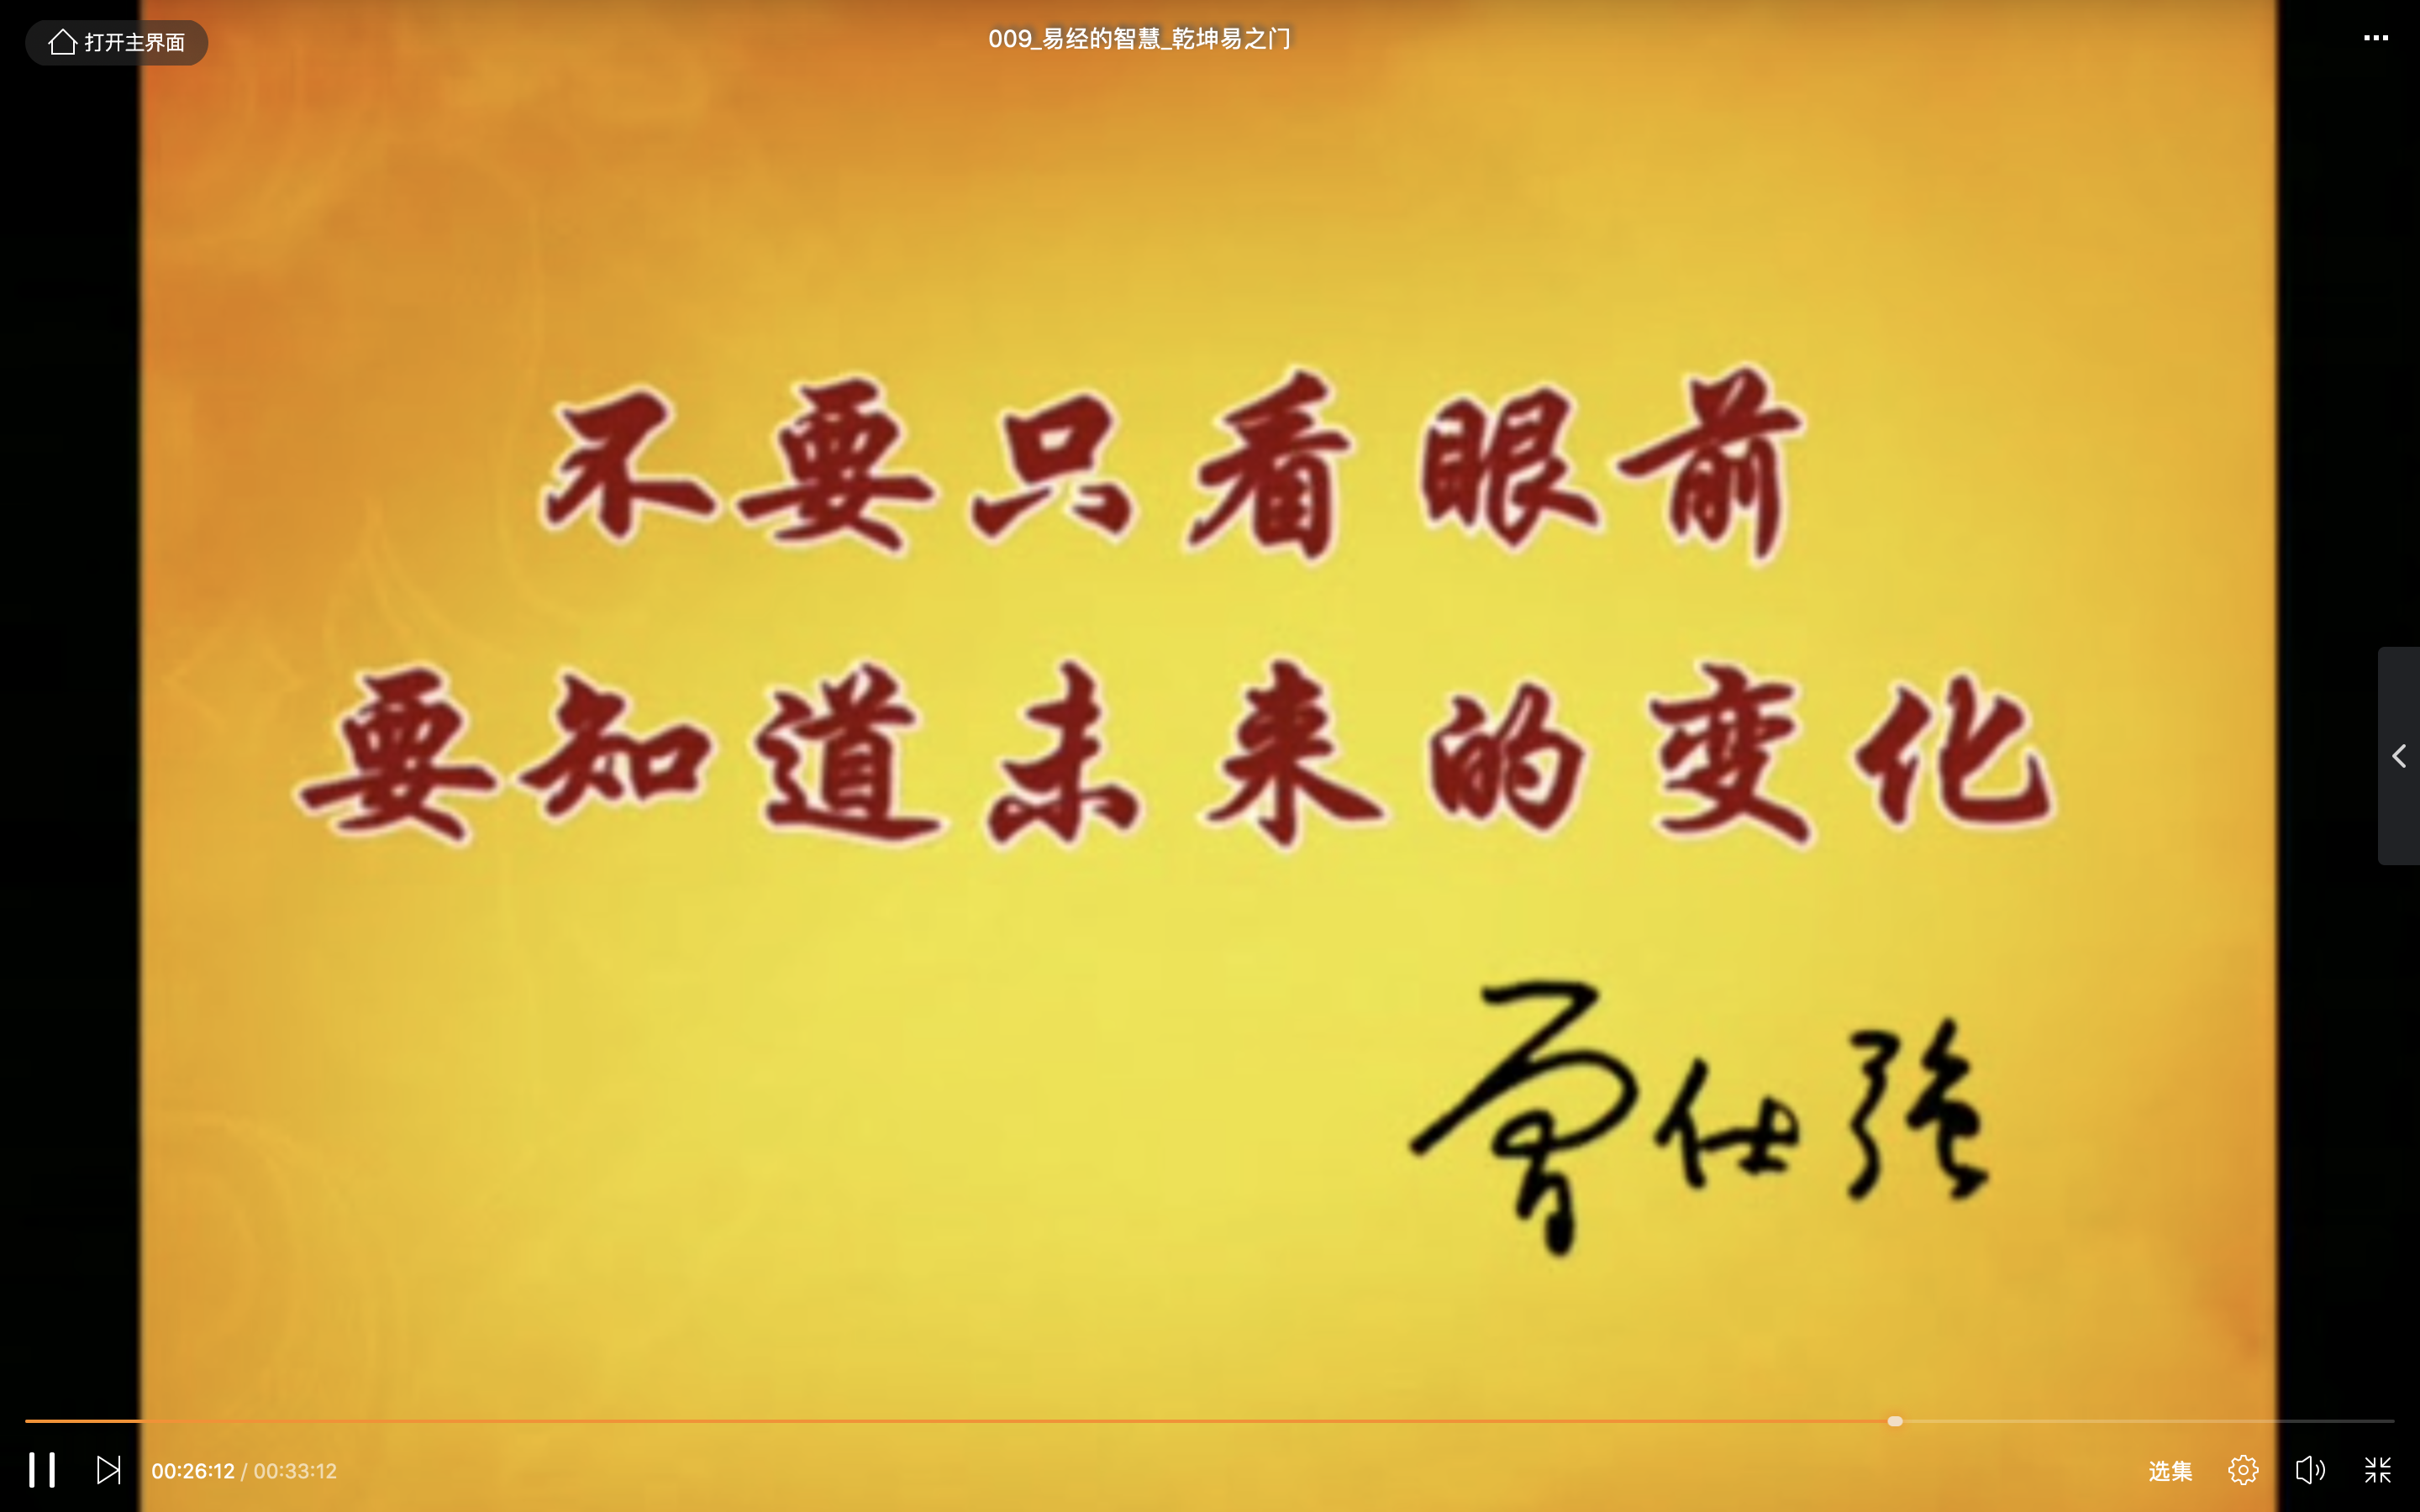 打开主界面
009_易经的智慧_乾坤易之门
不要只看眼前
要知道未来的变化
曾仕强
00:26:12 / 00:33:12
选集